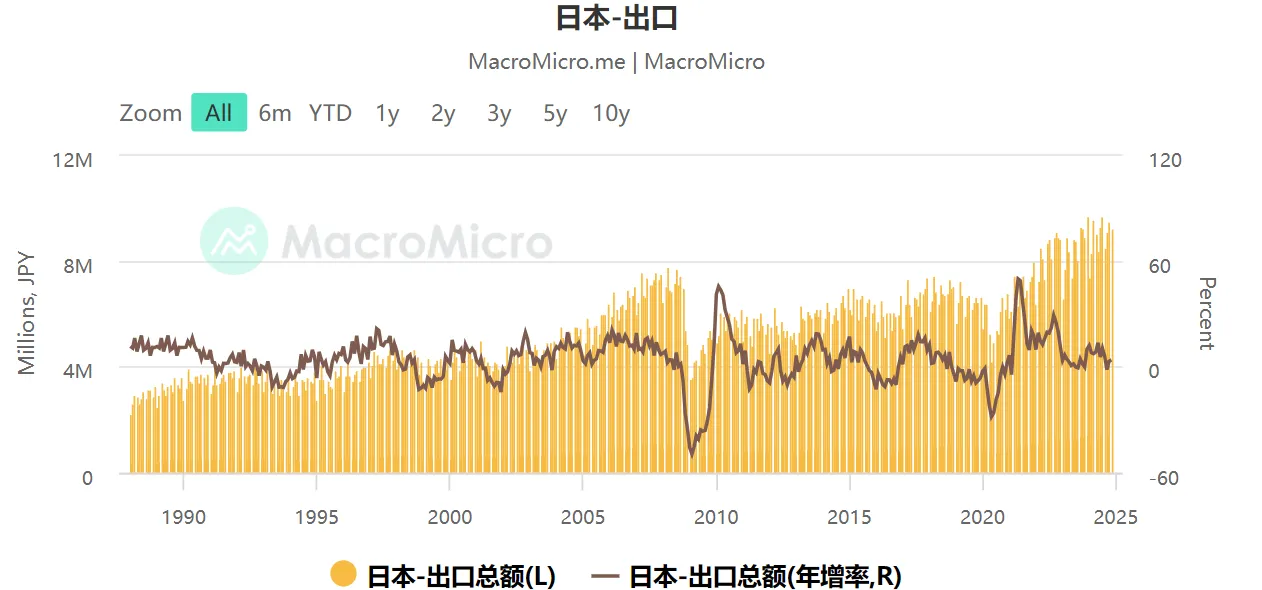 日本-出口
MacroMicro.me | MacroMicro
Zoom All 6m YTD 1y 2y 3y 5y 10y
12M
8M
4M
0
Millions, JPY
MacroMicro
120
60
0
-60
Percent
1990 1995 2000 2005 2010 2015 2020 2025
日本-出口总额(L) 日本-出口总额(年增率,R)